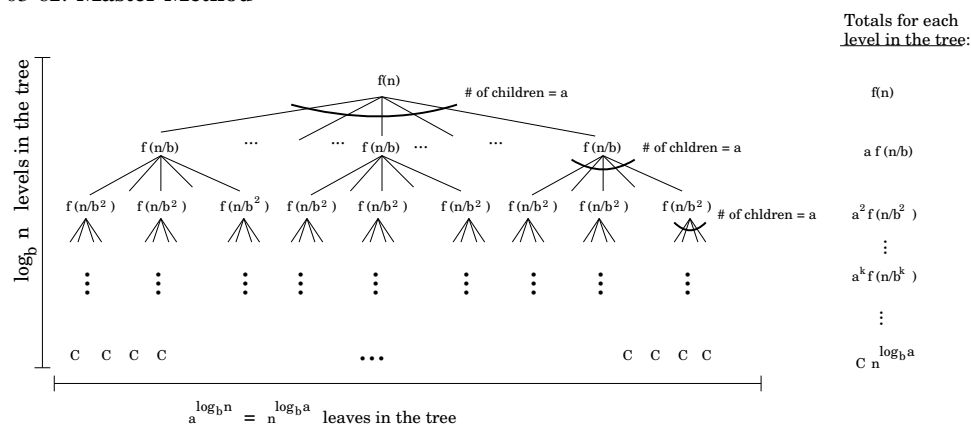 Totals for each
level in the tree:
log_b n levels in the tree
f(n)
# of children = a
f(n)
... ... ... ...
f (n/b) f (n/b) f (n/b) # of chldren = a
a f (n/b)
f (n/b² ) f (n/b² ) f (n/b² ) f (n/b² ) f (n/b² ) f (n/b² ) f (n/b² ) f (n/b² ) f (n/b² )
# of chldren = a
a² f (n/b² )
⋮
⋮ ⋮ ⋮ ⋮ ⋮ ⋮ ⋮ ⋮ ⋮
a^k f (n/b^k )
⋮
C C C C ... C C C C
C n^(log_b a)
a^(log_b n) = n^(log_b a) leaves in the tree